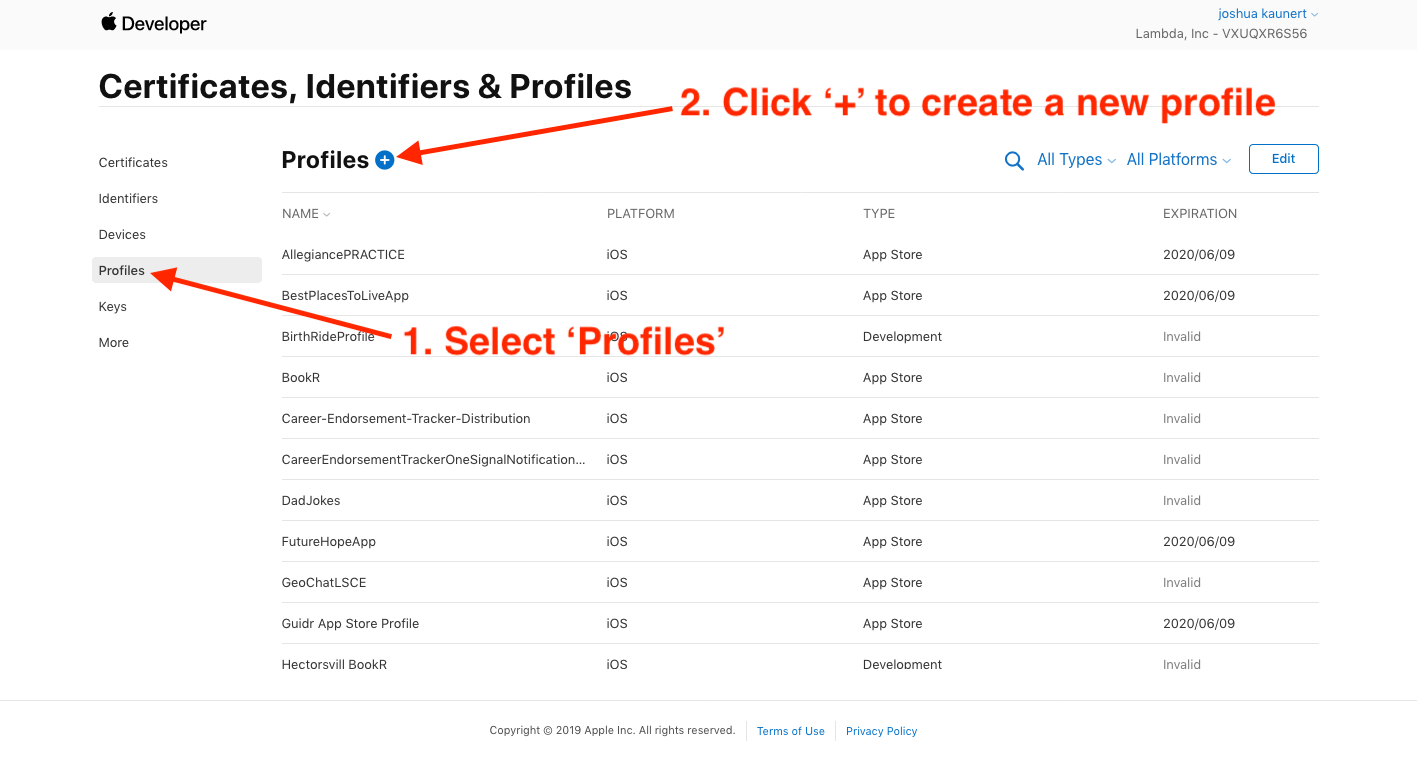 Developer
joshua kaunert
Lambda, Inc - VXUQXR6S56
Certificates, Identifiers & Profiles
2. Click ‘+’ to create a new profile
Certificates
Identifiers
Devices
Profiles
Keys
More
Profiles
All Types All Platforms Edit
NAME PLATFORM TYPE EXPIRATION
AllegiancePRACTICE iOS App Store 2020/06/09
BestPlacesToLiveApp iOS App Store 2020/06/09
BirthRideProfile iOS Development Invalid
1. Select ‘Profiles’
BookR iOS App Store Invalid
Career-Endorsement-Tracker-Distribution iOS App Store Invalid
CareerEndorsementTrackerOneSignalNotification... iOS App Store Invalid
DadJokes iOS App Store Invalid
FutureHopeApp iOS App Store 2020/06/09
GeoChatLSCE iOS App Store Invalid
Guidr App Store Profile iOS App Store 2020/06/09
Hectorsvill BookR iOS Development Invalid
Copyright © 2019 Apple Inc. All rights reserved. Terms of Use Privacy Policy